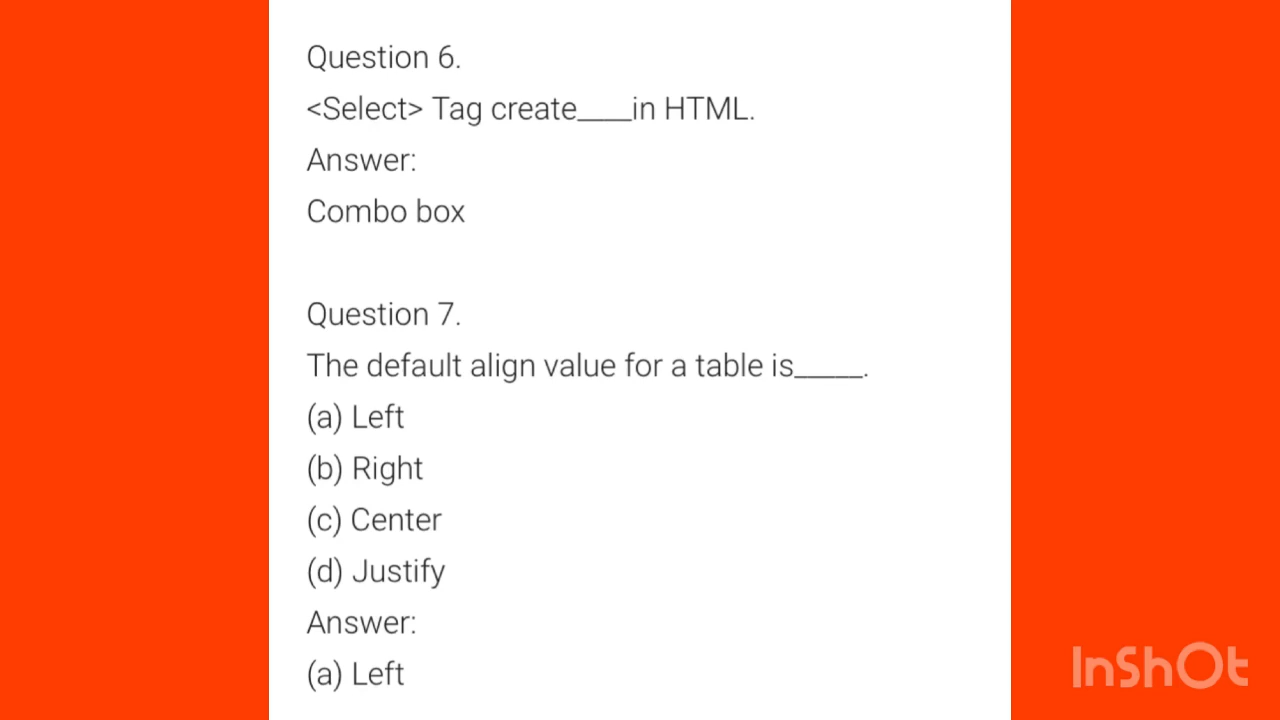 Question 6.
<Select> Tag create____in HTML.
Answer:
Combo box
Question 7.
The default align value for a table is_____.
(a) Left
(b) Right
(c) Center
(d) Justify
Answer:
(a) Left
InShOt